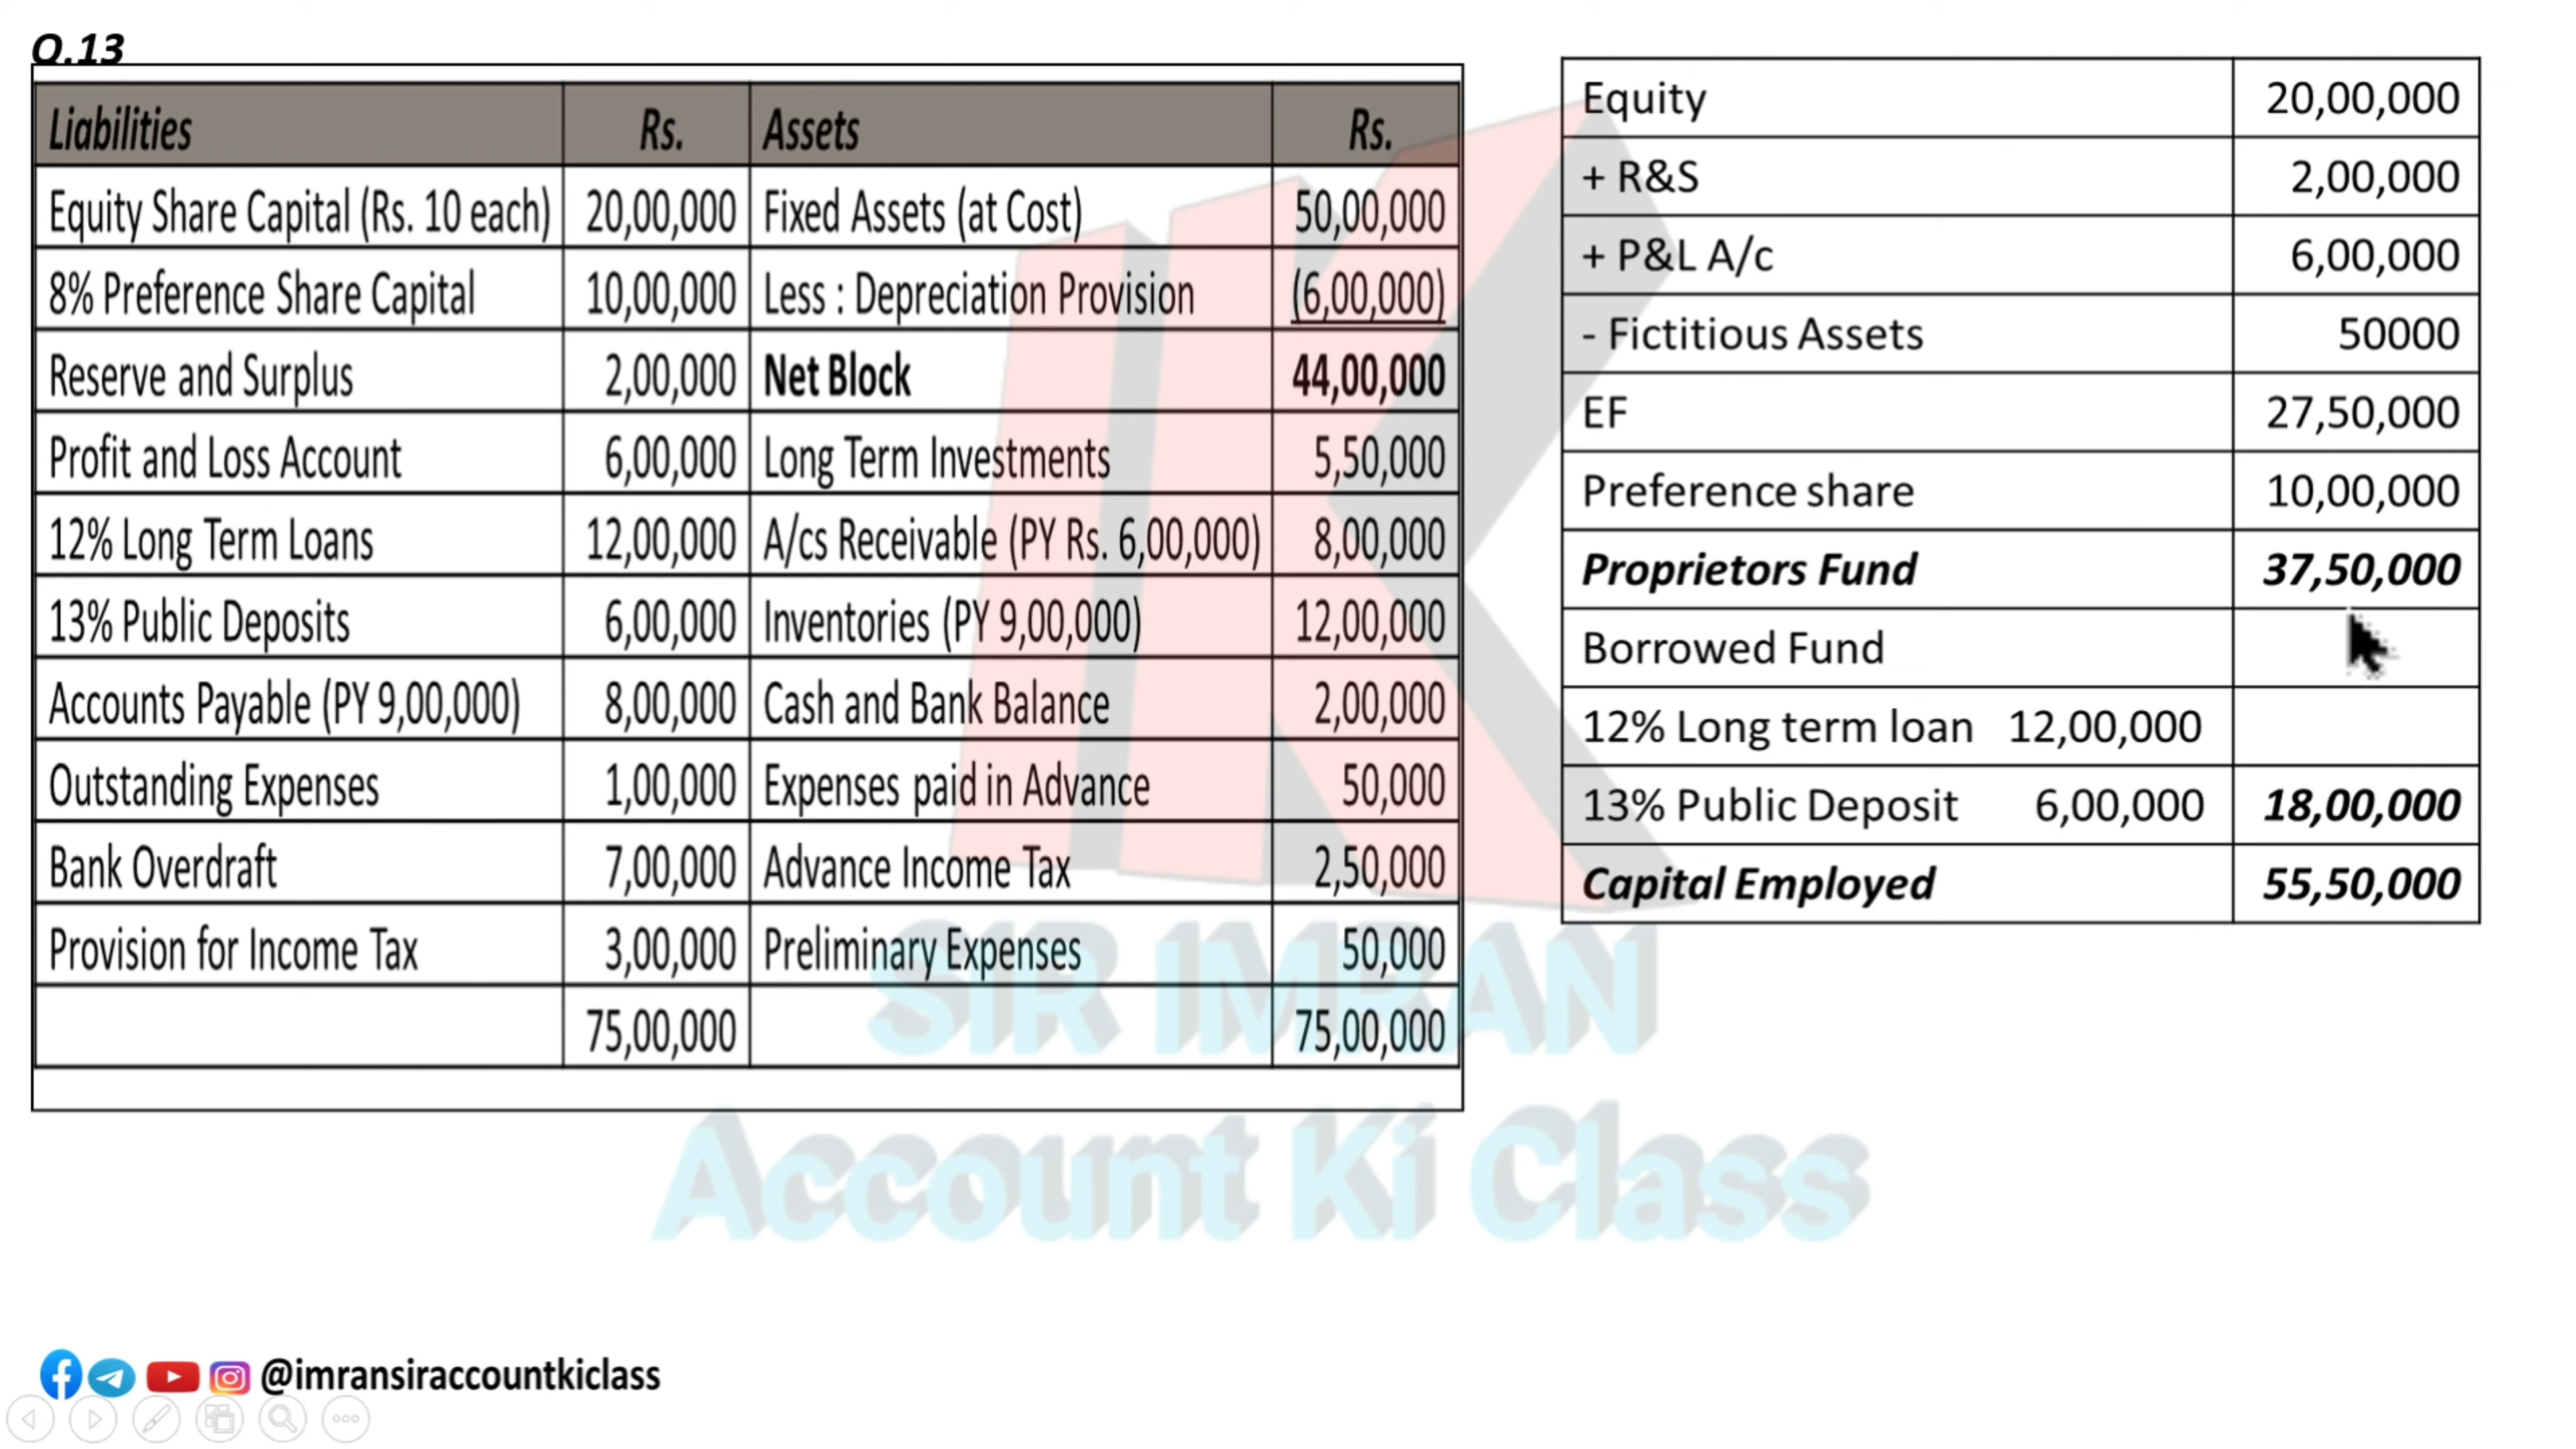 Q.13
Liabilities Rs. Assets Rs.
Equity Share Capital (Rs. 10 each) 20,00,000 Fixed Assets (at Cost) 50,00,000
8% Preference Share Capital 10,00,000 Less : Depreciation Provision (6,00,000)
Reserve and Surplus 2,00,000 Net Block 44,00,000
Profit and Loss Account 6,00,000 Long Term Investments 5,50,000
12% Long Term Loans 12,00,000 A/cs Receivable (PY Rs. 6,00,000) 8,00,000
13% Public Deposits 6,00,000 Inventories (PY 9,00,000) 12,00,000
Accounts Payable (PY 9,00,000) 8,00,000 Cash and Bank Balance 2,00,000
Outstanding Expenses 1,00,000 Expenses paid in Advance 50,000
Bank Overdraft 7,00,000 Advance Income Tax 2,50,000
Provision for Income Tax 3,00,000 Preliminary Expenses 50,000
75,00,000 75,00,000
Equity 20,00,000
+ R&S 2,00,000
+ P&L A/c 6,00,000
- Fictitious Assets 50000
EF 27,50,000
Preference share 10,00,000
Proprietors Fund 37,50,000
Borrowed Fund
12% Long term loan 12,00,000
13% Public Deposit 6,00,000 18,00,000
Capital Employed 55,50,000
SIR IMRAN
Account Ki Class
@imransiraccountkiclass